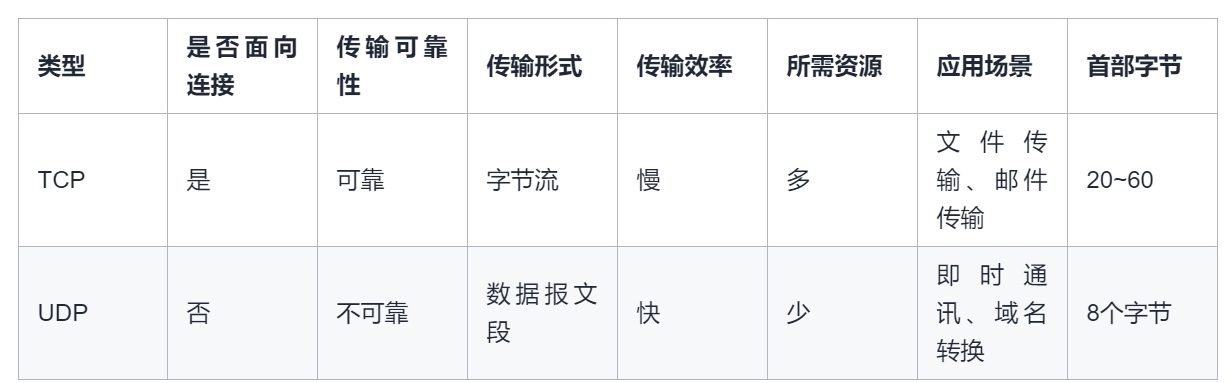 类型
是否面向
连接
传输可靠
性
传输形式
传输效率
所需资源
应用场景
首部字节
TCP
是
可靠
字节流
慢
多
文件传
输、邮件
传输
20~60
UDP
否
不可靠
数据报文
段
快
少
即时通
讯、域名
转换
8个字节